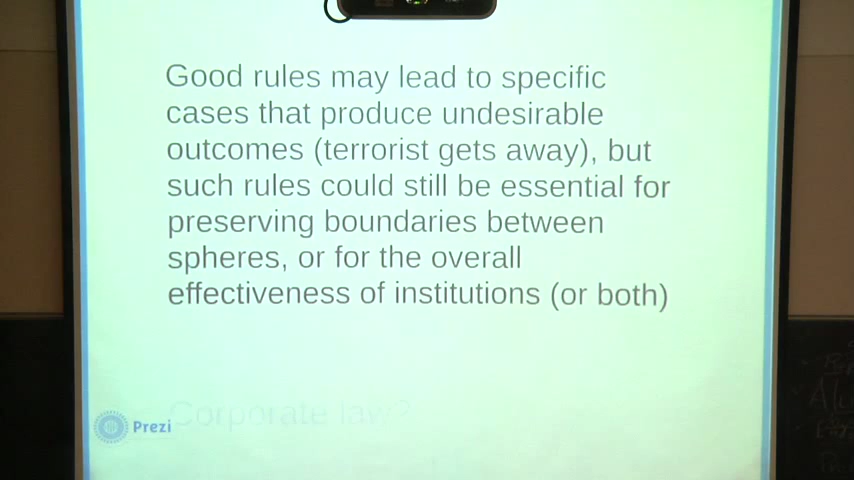 Good rules may lead to specific
cases that produce undesirable
outcomes (terrorist gets away), but
such rules could still be essential for
preserving boundaries between
spheres, or for the overall
effectiveness of institutions (or both)
Corporate law?
Prezi